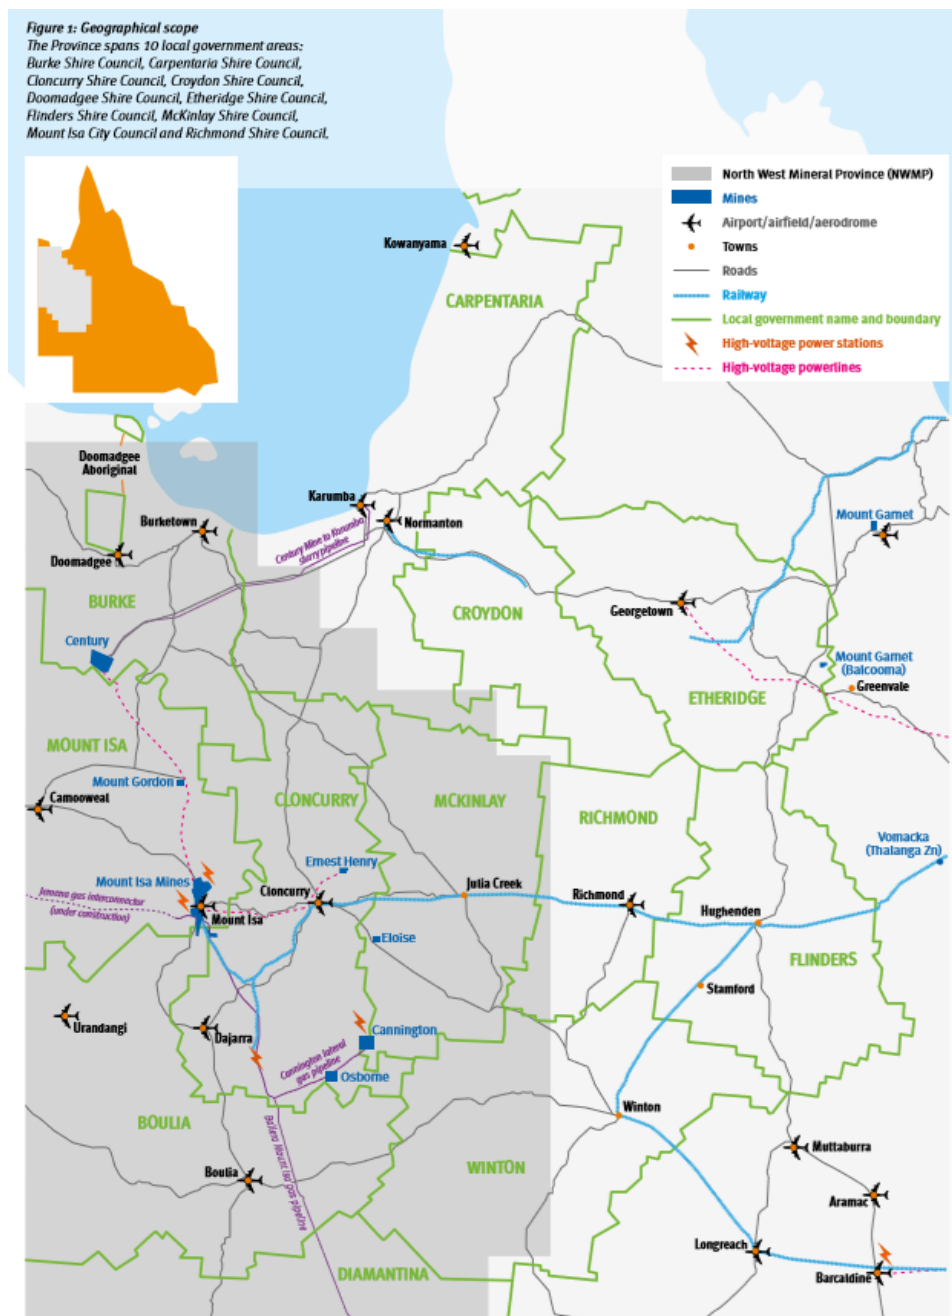 Figure 1: Geographical scope
The Province spans 10 local government areas:
Burke Shire Council, Carpentaria Shire Council,
Cloncurry Shire Council, Croydon Shire Council,
Doomadgee Shire Council, Etheridge Shire Council,
Flinders Shire Council, McKinlay Shire Council,
Mount Isa City Council and Richmond Shire Council.
North West Mineral Province (NWMP)
Mines
Airport/airfield/aerodrome
Towns
Roads
Railway
Local government name and boundary
High-voltage power stations
High-voltage powerlines
Kowanyama
CARPENTARIA
Doomadgee
Aboriginal
Karumba
Normanton
Burketown
Doomadgee
Century Mine to Karumba
slurry pipeline
Mount Garnet
BURKE
CROYDON
Georgetown
Century
Mount Garnet
(Balcooma)
Greenvale
ETHERIDGE
MOUNT ISA
Mount Gordon
Camooweal
CLONCURRY
MCKINLAY
RICHMOND
Vomacka
(Thalanga Zn)
Ernest Henry
Mount Isa Mines
Cloncurry
Julia Creek
Richmond
Hughenden
Jemena gas interconnector
(under construction)
Mount Isa
Eloise
FLINDERS
Stamford
Urandangi
Dajarra
Cannington
Cannington lateral
gas pipeline
Osborne
Winton
BOULIA
Ballera Mount Isa gas pipeline
WINTON
Muttaburra
Boulia
Aramac
Longreach
DIAMANTINA
Barcaldine